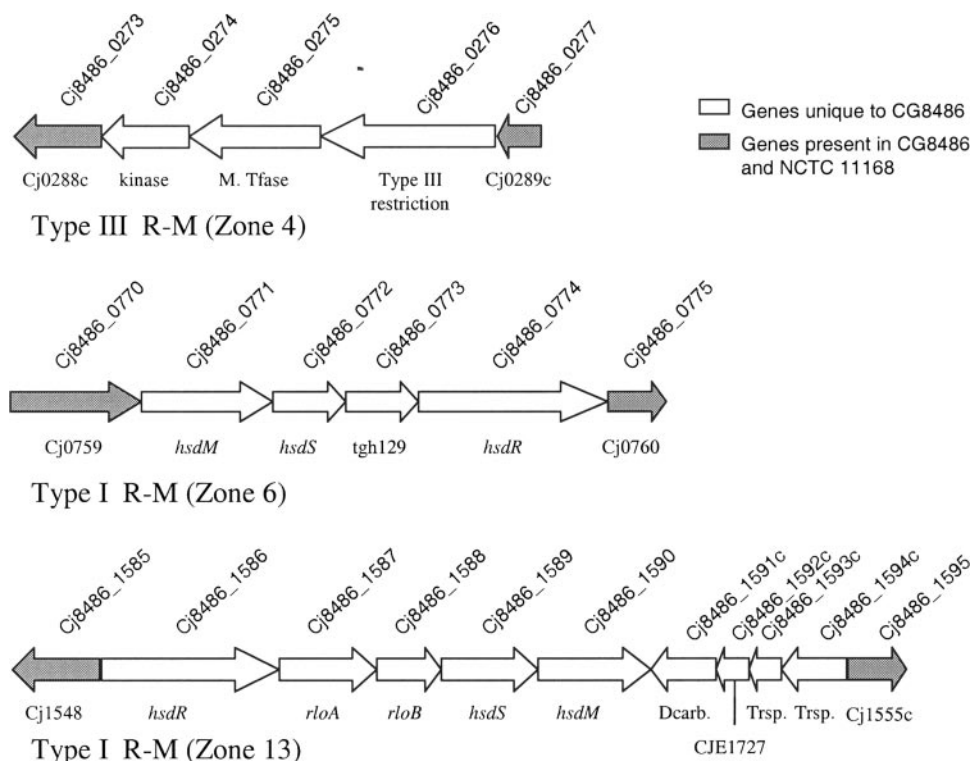 Cj8486_0273
Cj8486_0274
Cj8486_0275
Cj8486_0276
Cj8486_0277
Genes unique to CG8486
Genes present in CG8486
and NCTC 11168
Cj0288c
kinase
M. Tfase
Type III
restriction
Cj0289c
Type III R-M (Zone 4)
Cj8486_0770
Cj8486_0771
Cj8486_0772
Cj8486_0773
Cj8486_0774
Cj8486_0775
Cj0759
hsdM
hsdS
tgh129
hsdR
Cj0760
Type I R-M (Zone 6)
Cj8486_1585
Cj8486_1586
Cj8486_1587
Cj8486_1588
Cj8486_1589
Cj8486_1590
Cj8486_1591c
Cj8486_1592c
Cj8486_1593c
Cj8486_1594c
Cj8486_1595
Cj1548
hsdR
rloA
rloB
hsdS
hsdM
Dcarb.
CJE1727
Trsp.
Trsp.
Cj1555c
Type I R-M (Zone 13)